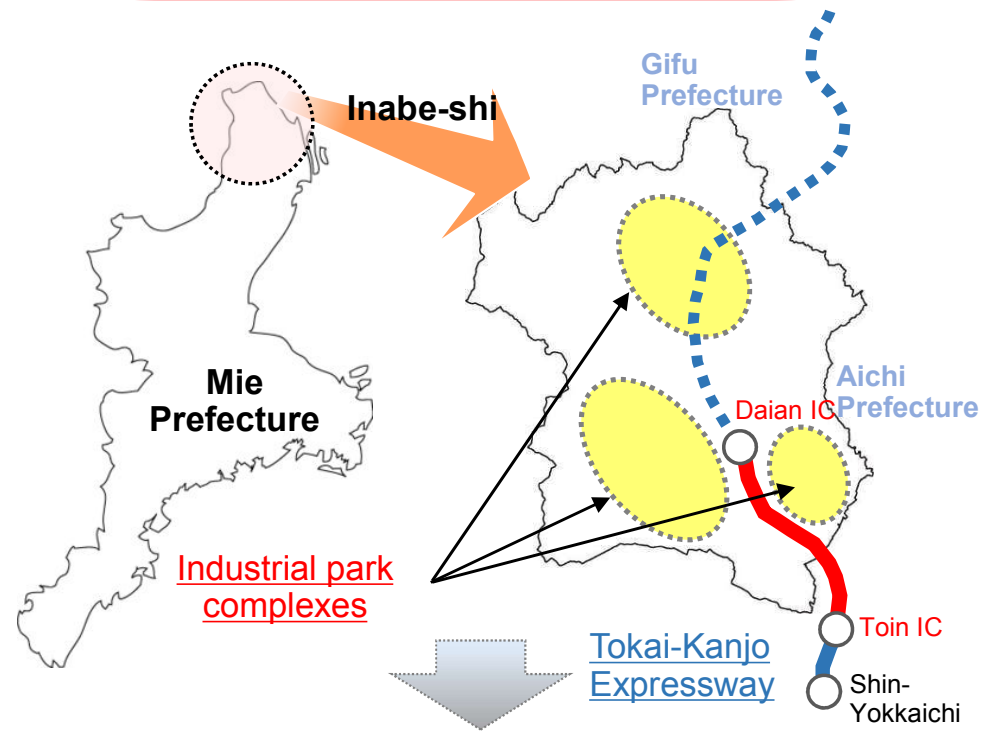 Gifu
Prefecture
Inabe-shi
Mie
Prefecture
Aichi
Prefecture
Daian IC
Industrial park
complexes
Toin IC
Tokai-Kanjo
Expressway
Shin-
Yokkaichi